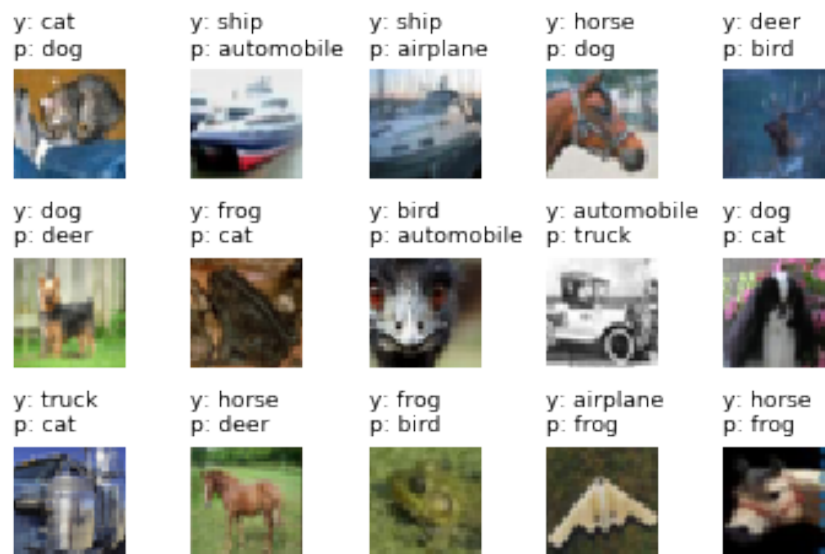 y: cat
p: dog
y: ship
p: automobile
y: ship
p: airplane
y: horse
p: dog
y: deer
p: bird
y: dog
p: deer
y: frog
p: cat
y: bird
p: automobile
y: automobile
p: truck
y: dog
p: cat
y: truck
p: cat
y: horse
p: deer
y: frog
p: bird
y: airplane
p: frog
y: horse
p: frog